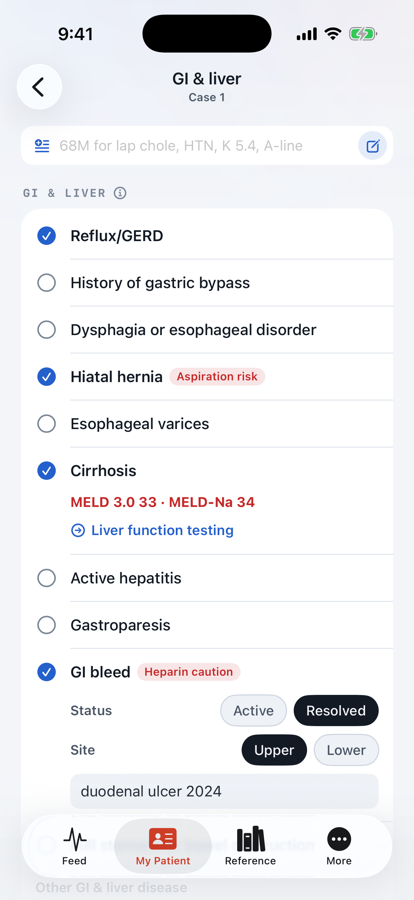 9:41
GI & liver
Case 1
68M for lap chole, HTN, K 5.4, A-line
GI & LIVER
Reflux/GERD
History of gastric bypass
Dysphagia or esophageal disorder
Hiatal hernia Aspiration risk
Esophageal varices
Cirrhosis
MELD 3.0 33 · MELD-Na 34
Liver function testing
Active hepatitis
Gastroparesis
GI bleed Heparin caution
Status Active Resolved
Site Upper Lower
duodenal ulcer 2024
Feed My Patient Reference More
Other GI & liver disease